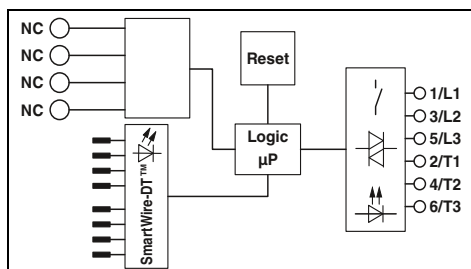 NC
NC
NC
NC
Reset
Logic
µP
SmartWire-DT™
1/L1
3/L2
5/L3
2/T1
4/T2
6/T3